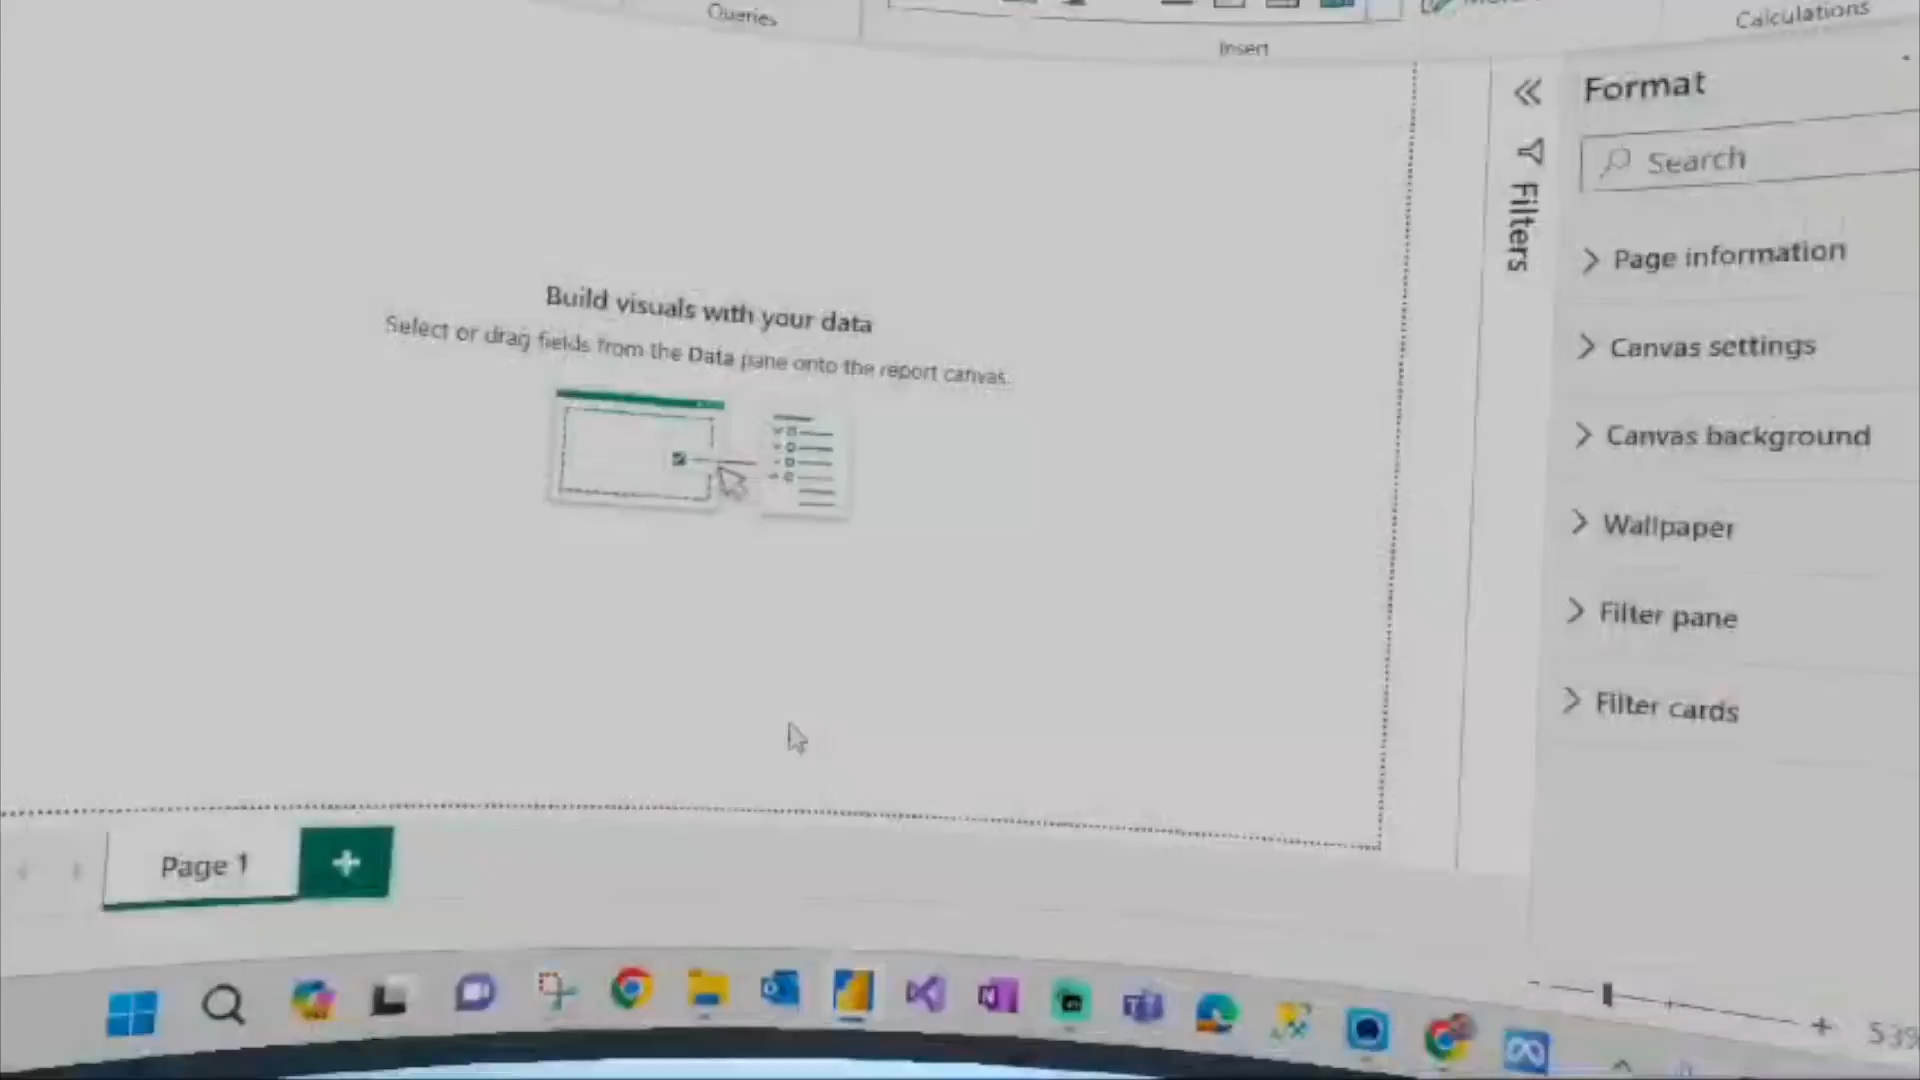 Queries
Insert
Calculations
Format
Search
Filters
Page information
Canvas settings
Canvas background
Wallpaper
Filter pane
Filter cards
Build visuals with your data
Select or drag fields from the Data pane onto the report canvas.
Page 1